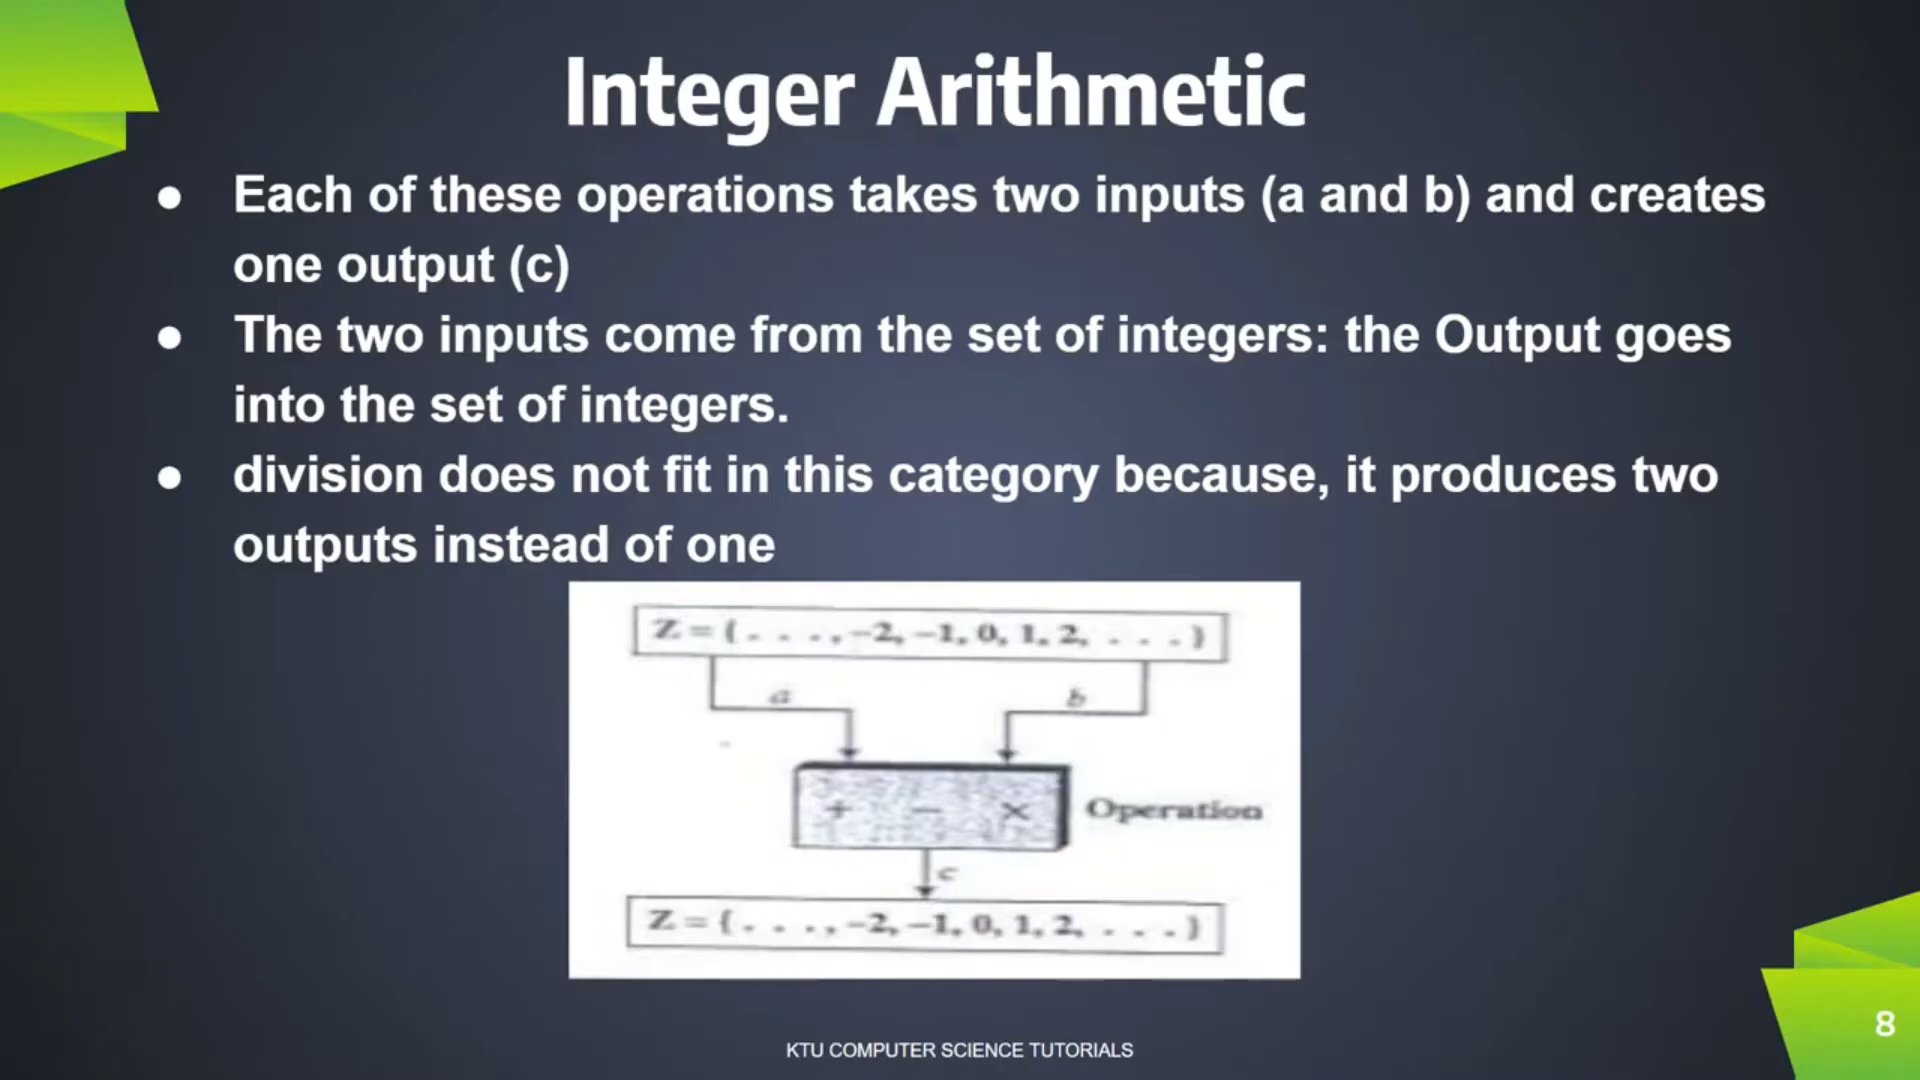 Integer Arithmetic
● Each of these operations takes two inputs (a and b) and creates
one output (c)
● The two inputs come from the set of integers: the Output goes
into the set of integers.
● division does not fit in this category because, it produces two
outputs instead of one
Z = { . . . , −2, −1, 0, 1, 2, . . . }
a b
+ − × Operation
c
Z = { . . . , −2, −1, 0, 1, 2, . . . }
8
KTU COMPUTER SCIENCE TUTORIALS